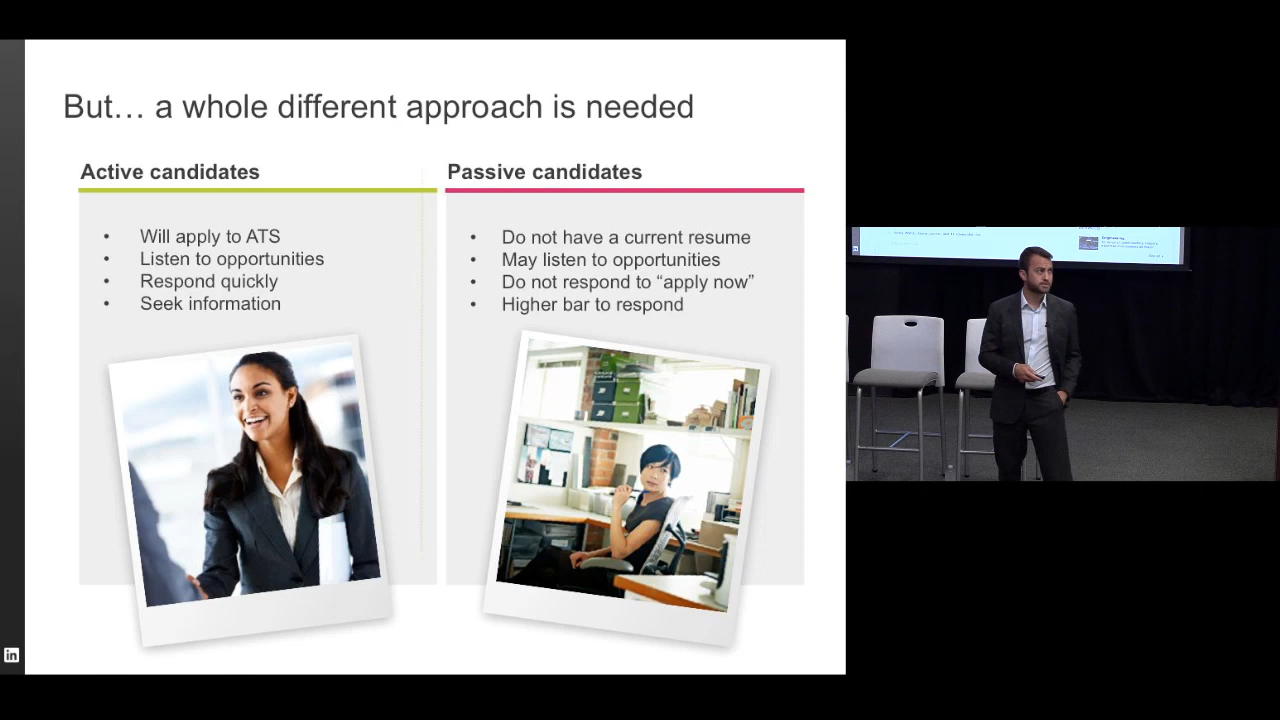 But… a whole different approach is needed
Active candidates
• Will apply to ATS
• Listen to opportunities
• Respond quickly
• Seek information
Passive candidates
• Do not have a current resume
• May listen to opportunities
• Do not respond to “apply now”
• Higher bar to respond
in